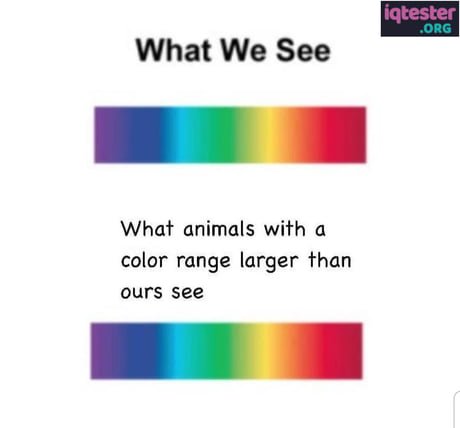 iqtester
.ORG
What We See
What animals with a
color range larger than
ours see